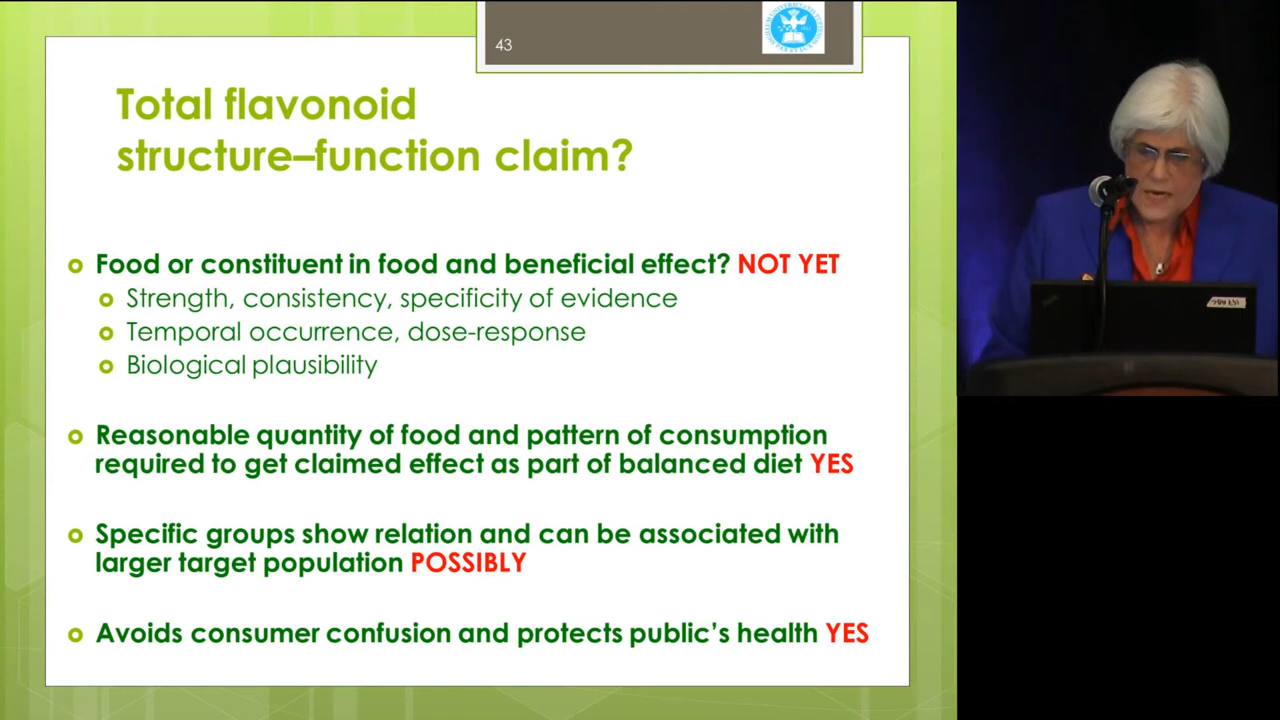 43
Total flavonoid
structure–function claim?
Food or constituent in food and beneficial effect? NOT YET
Strength, consistency, specificity of evidence
Temporal occurrence, dose-response
Biological plausibility
Reasonable quantity of food and pattern of consumption
required to get claimed effect as part of balanced diet YES
Specific groups show relation and can be associated with
larger target population POSSIBLY
Avoids consumer confusion and protects public's health YES